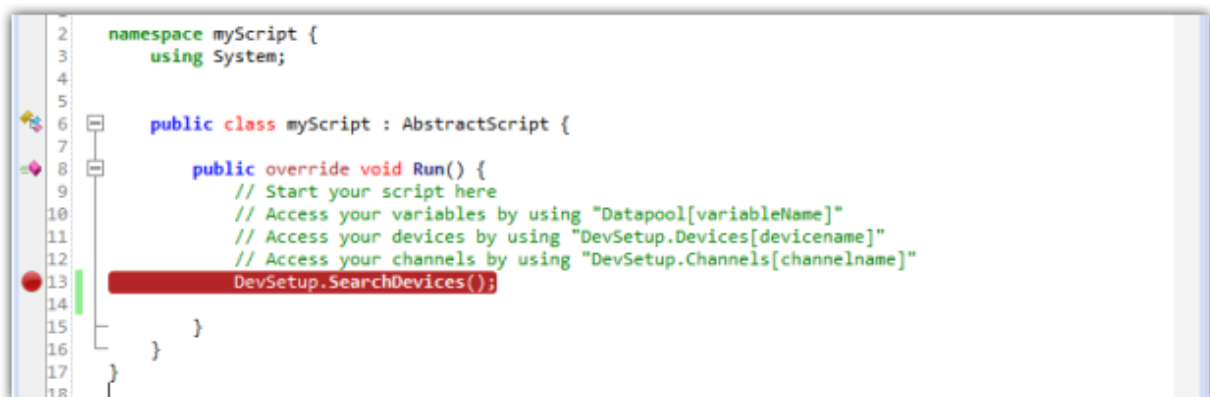 2 namespace myScript {
3 using System;
4
5
6 public class myScript : AbstractScript {
7
8 public override void Run() {
9 // Start your script here
10 // Access your variables by using "Datapool[variableName]"
11 // Access your devices by using "DevSetup.Devices[devicename]"
12 // Access your channels by using "DevSetup.Channels[channelname]"
13 DevSetup.SearchDevices();
14
15 }
16 }
17 }
18